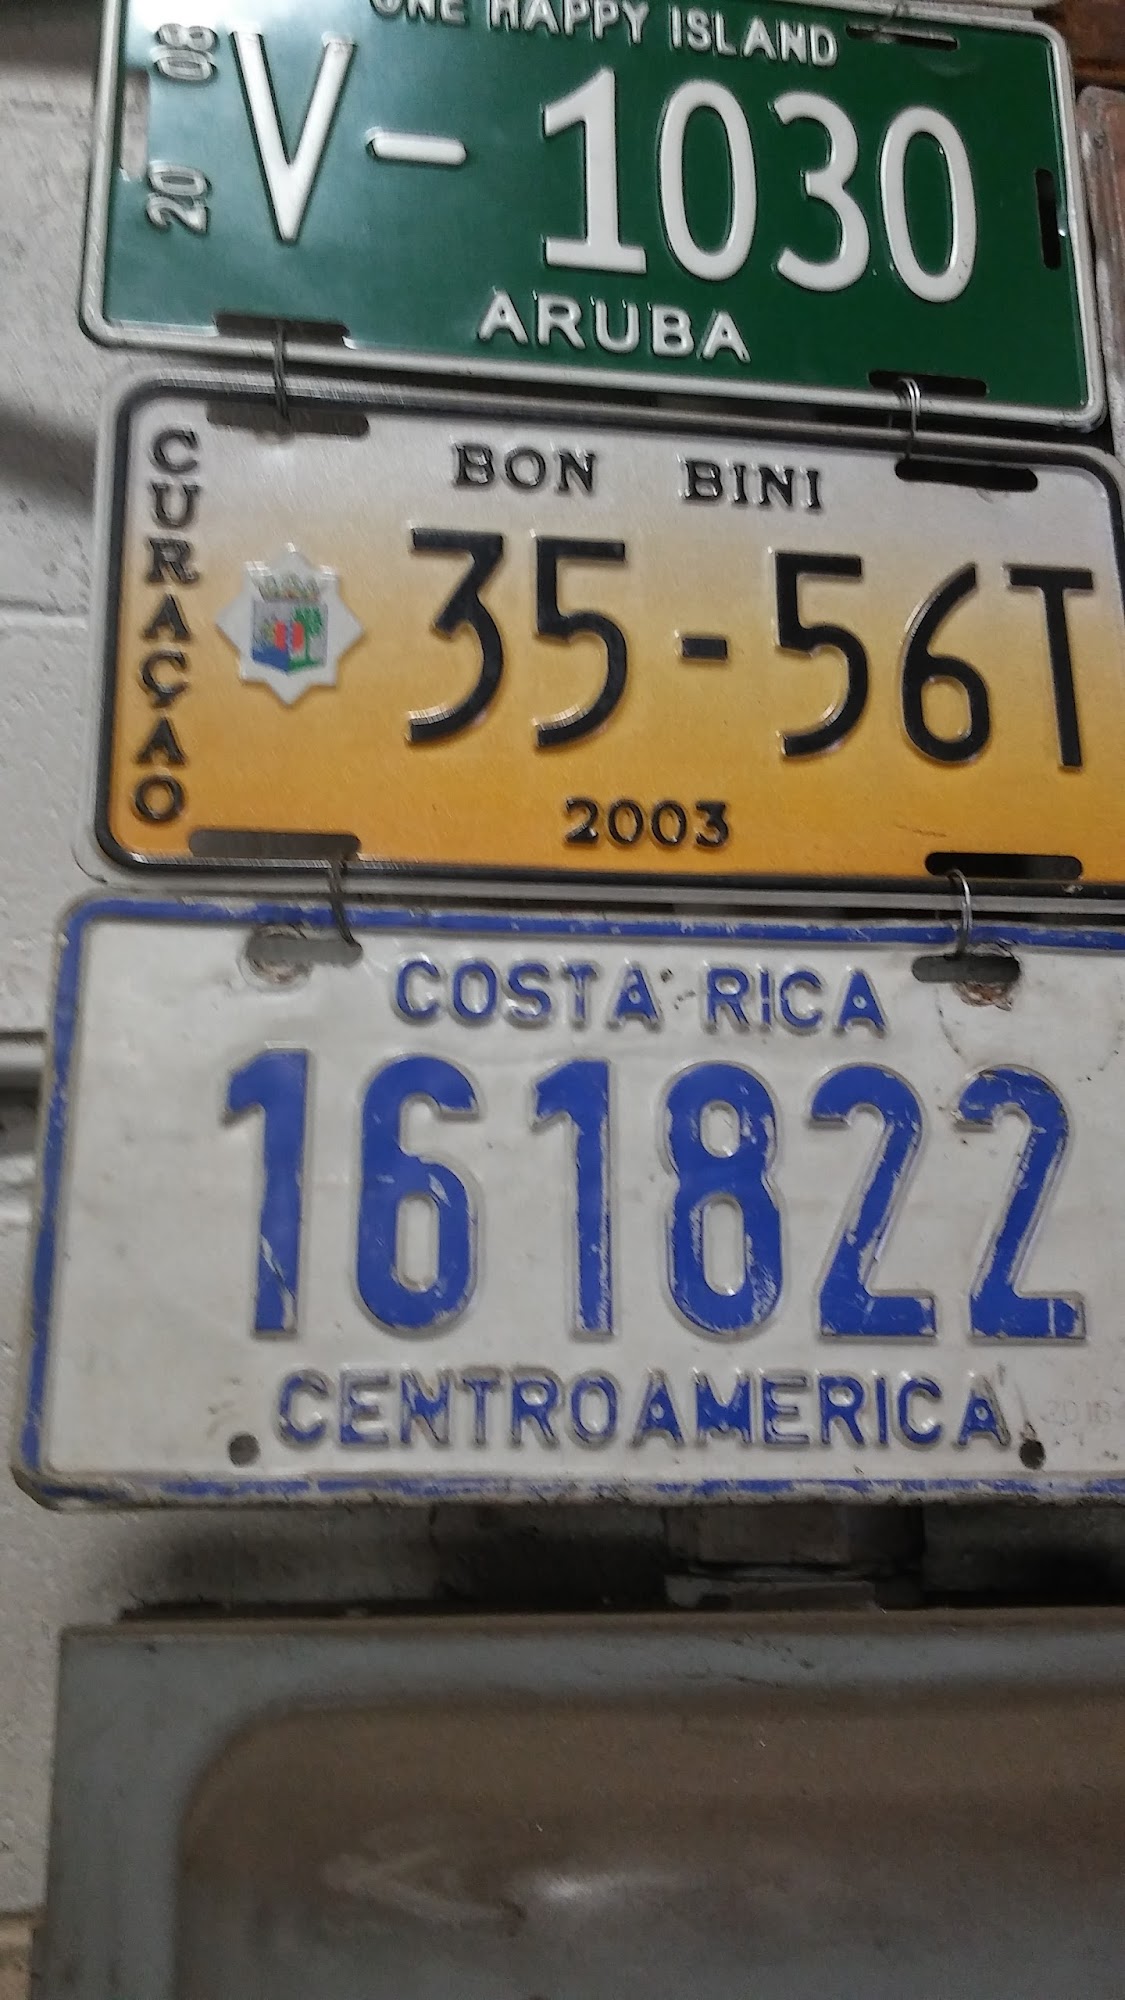 ONE HAPPY ISLAND
20 08
V-1030
ARUBA
CURAÇAO
BON BINI
35-56T
2003
COSTA RICA
161822
CENTROAMERICA